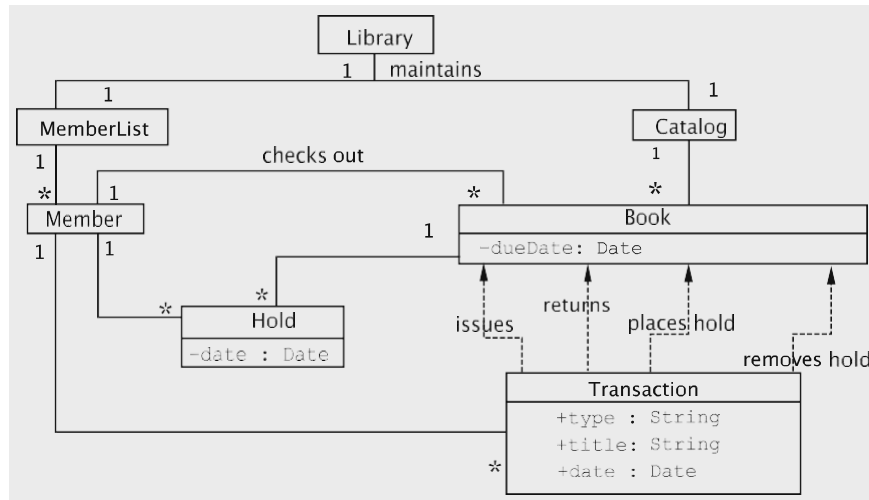 Library
1 maintains
1
1
MemberList
Catalog
1
1
checks out
*
1
*
*
Member
Book
1
1
1
-dueDate: Date
*
*
Hold
-date : Date
issues
returns
places hold
removes hold
Transaction
+type : String
+title: String
+date : Date
*